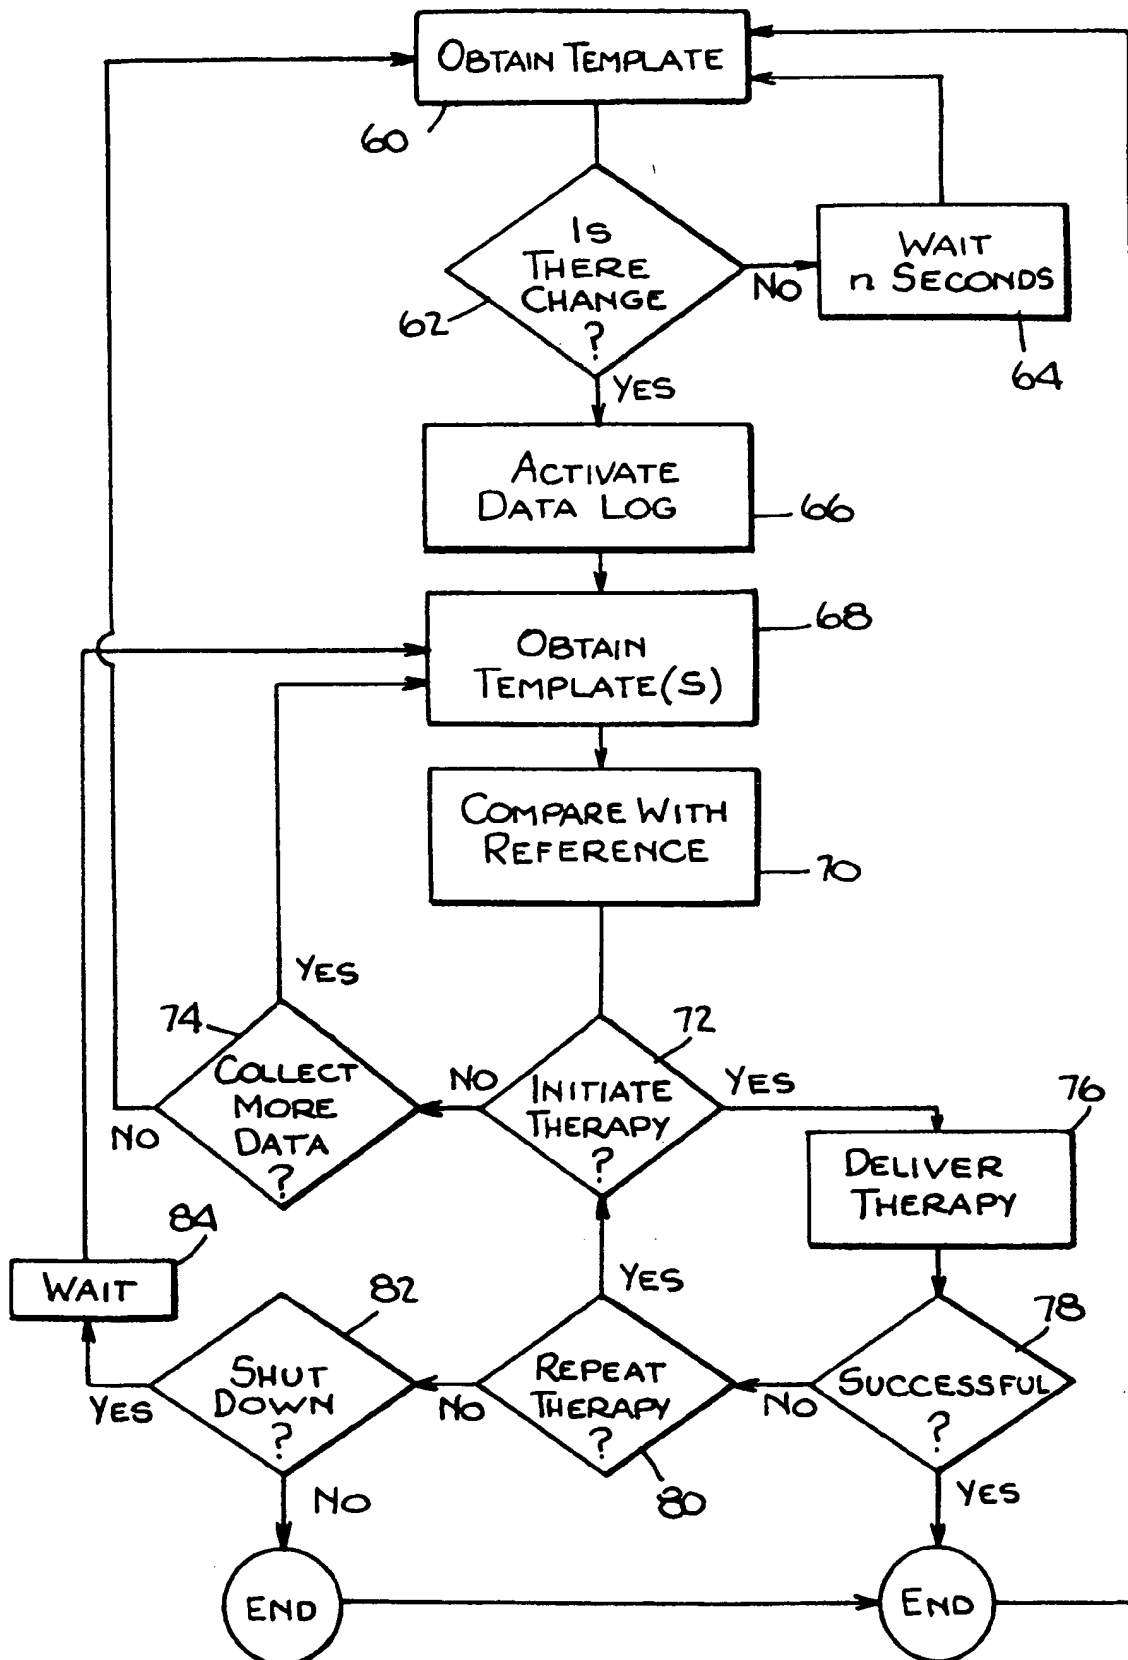 OBTAIN TEMPLATE
60
IS
THERE
CHANGE
?
62
NO
WAIT
n SECONDS
64
YES
ACTIVATE
DATA LOG
66
OBTAIN
TEMPLATE(S)
68
COMPARE WITH
REFERENCE
70
YES
74
COLLECT
MORE
DATA
?
NO
NO
72
INITIATE
THERAPY
?
YES
76
DELIVER
THERAPY
84
WAIT
YES
82
SHUT
DOWN
?
NO
YES
REPEAT
THERAPY
?
80
NO
78
SUCCESSFUL
?
NO
YES
END
END